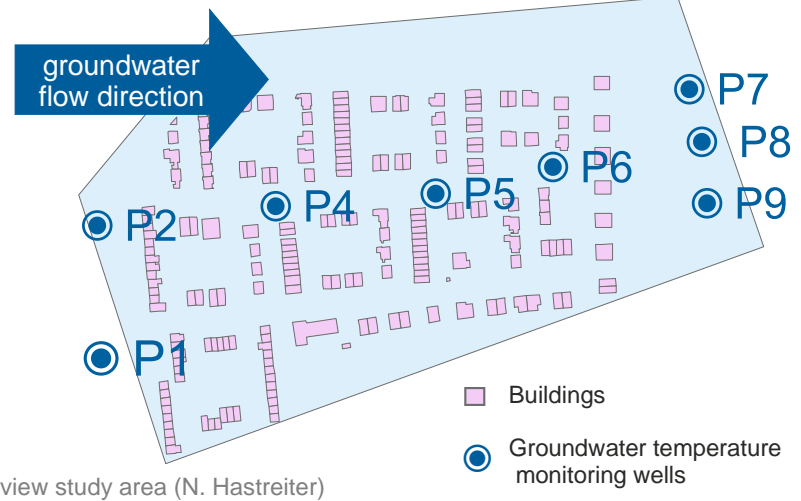 groundwater
flow direction
P7
P8
P6
P5
P4
P9
P2
P1
Buildings
Groundwater temperature
monitoring wells
view study area (N. Hastreiter)